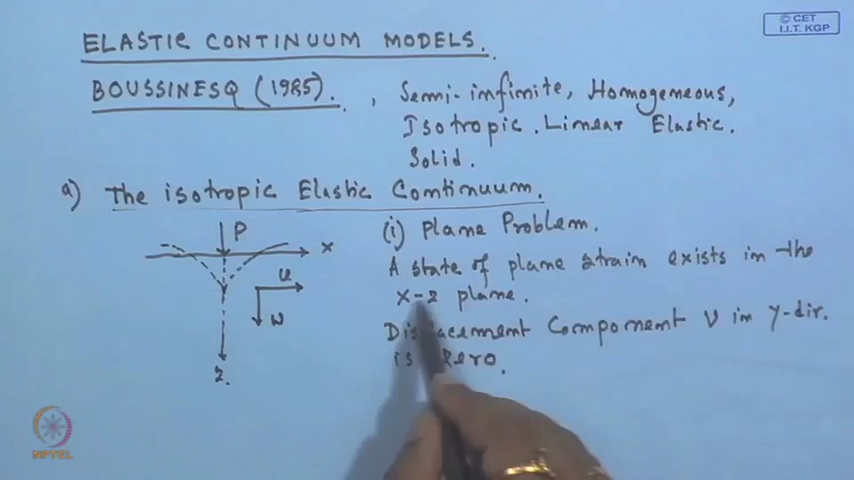 © CET
I.I.T. KGP
ELASTIC CONTINUUM MODELS.
BOUSSINESQ (1985). , Semi-infinite, Homogeneous,
Isotropic. Linear Elastic.
Solid.
a) The isotropic Elastic Continuum.
P
x
u
w
z.
(i) Plane Problem.
A state of plane strain exists in the
x-z plane.
Displacement Component v in y-dir.
is zero.
NPTEL